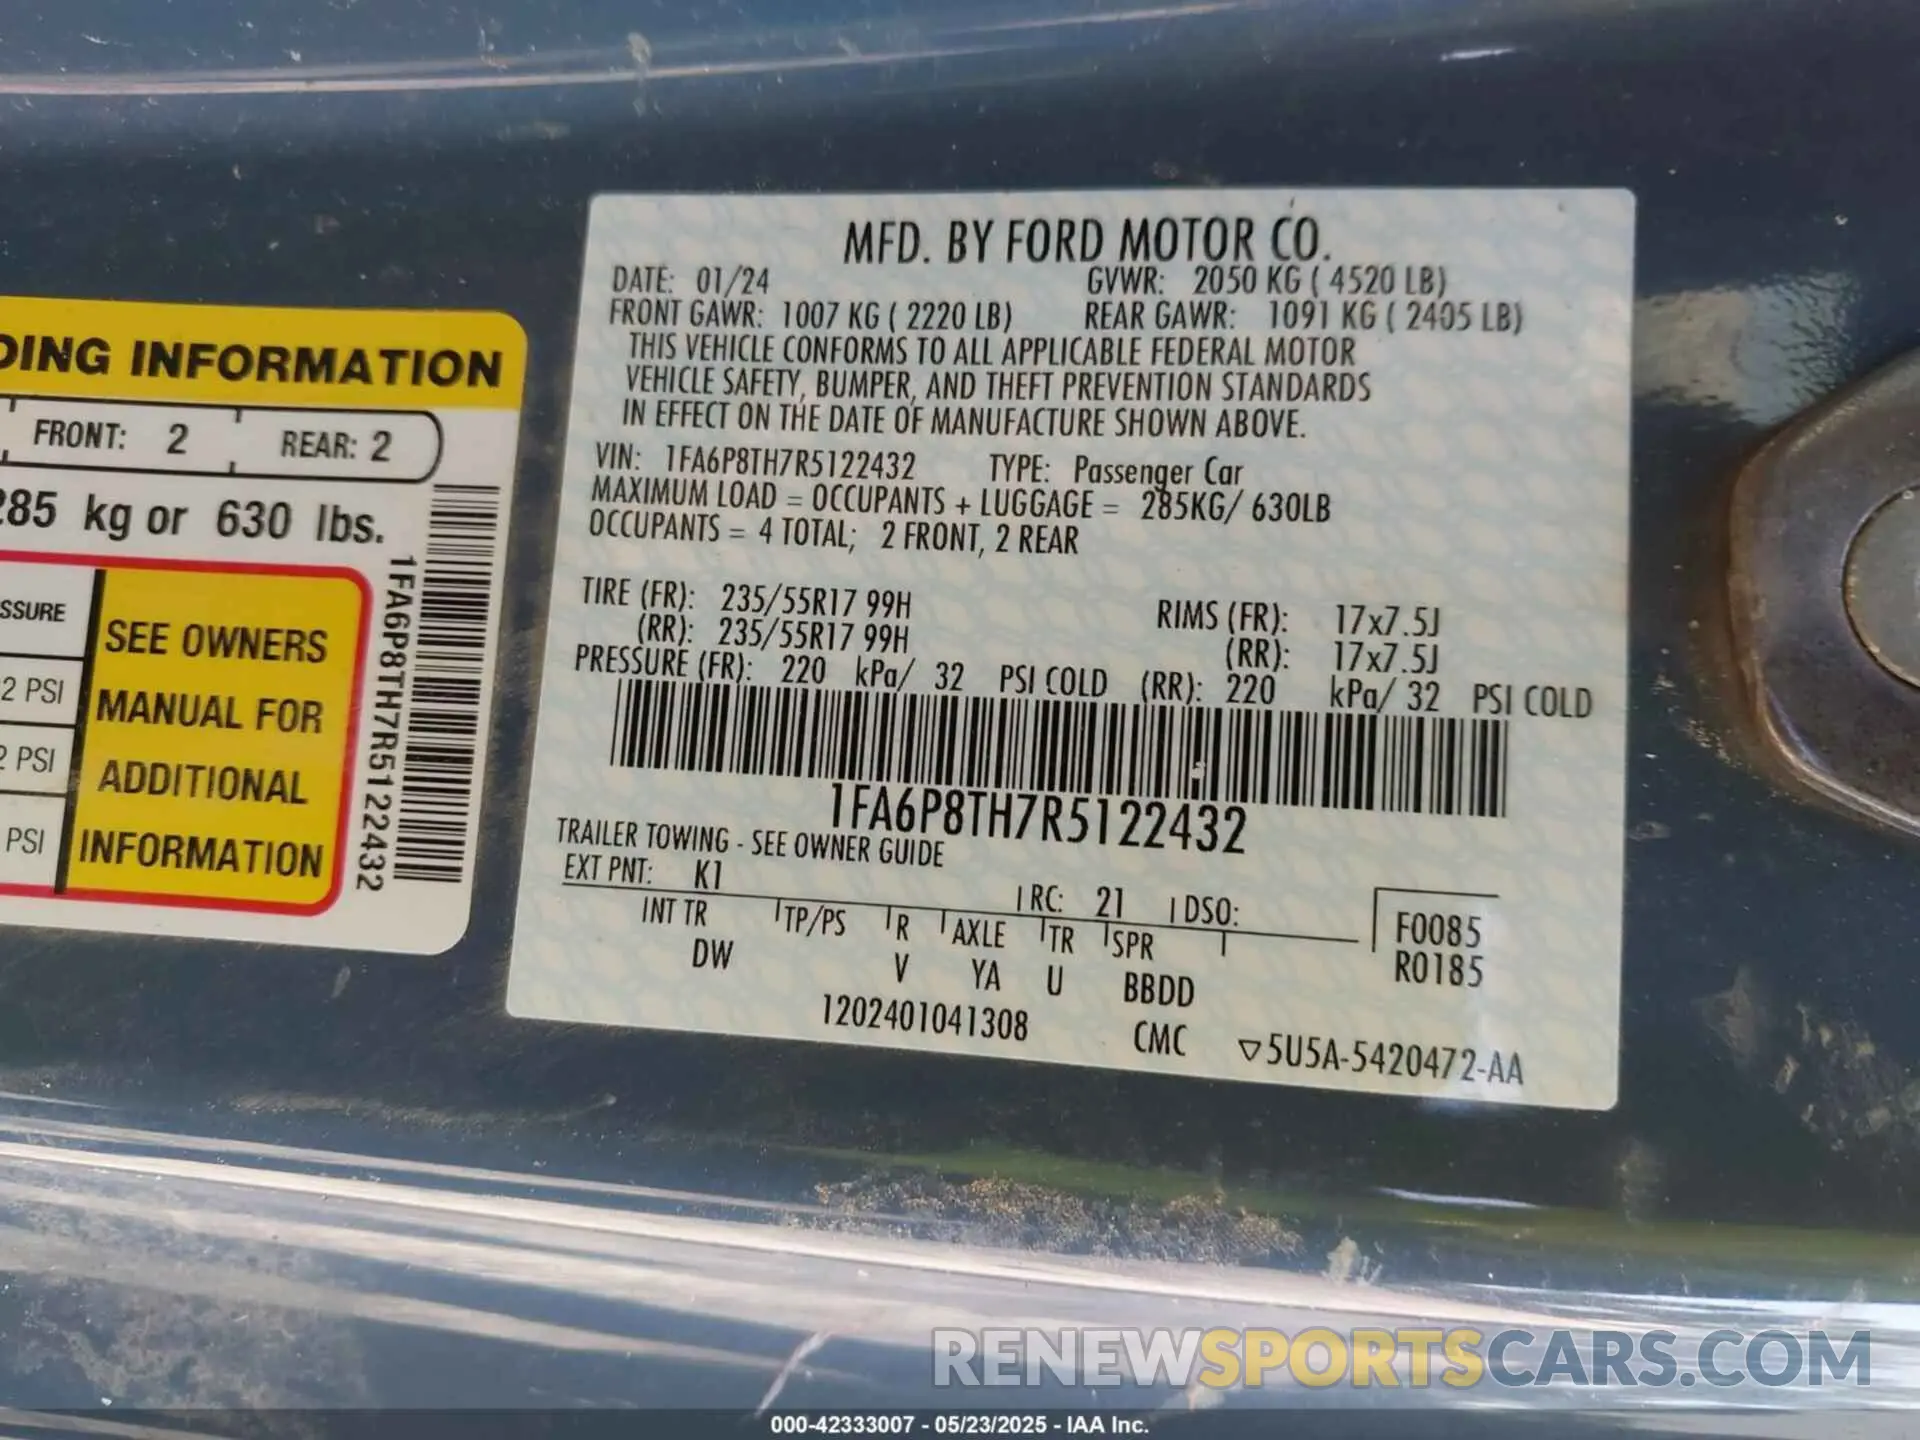 DING INFORMATION
FRONT: 2 REAR: 2
285 kg or 630 lbs.
SSURE
2 PSI
2 PSI
PSI
SEE OWNERS
MANUAL FOR
ADDITIONAL
INFORMATION
1FA6P8TH7R5122432
MFD. BY FORD MOTOR CO.
DATE: 01/24 GVWR: 2050 KG ( 4520 LB)
FRONT GAWR: 1007 KG ( 2220 LB) REAR GAWR: 1091 KG ( 2405 LB)
THIS VEHICLE CONFORMS TO ALL APPLICABLE FEDERAL MOTOR
VEHICLE SAFETY, BUMPER, AND THEFT PREVENTION STANDARDS
IN EFFECT ON THE DATE OF MANUFACTURE SHOWN ABOVE.
VIN: 1FA6P8TH7R5122432 TYPE: Passenger Car
MAXIMUM LOAD = OCCUPANTS + LUGGAGE = 285KG/ 630LB
OCCUPANTS = 4 TOTAL; 2 FRONT, 2 REAR
TIRE (FR): 235/55R17 99H RIMS (FR): 17x7.5J
(RR): 235/55R17 99H (RR): 17x7.5J
PRESSURE (FR): 220 kPa/ 32 PSI COLD (RR): 220 kPa/ 32 PSI COLD
1FA6P8TH7R5122432
TRAILER TOWING - SEE OWNER GUIDE
EXT PNT: K1 RC: 21 DSO:
INT TR TP/PS R AXLE TR SPR F0085
DW V YA U BBDD R0185
1202401041308 CMC ▽5U5A-5420472-AA
RENEWSPORTSCARS.COM
000-42333007 - 05/23/2025 - IAA Inc.